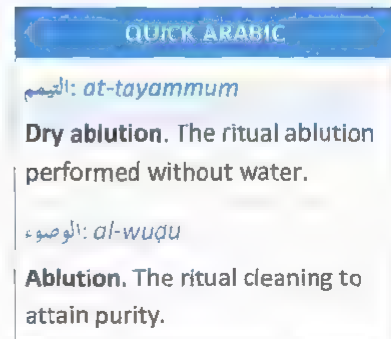 QUICK ARABIC
التيمم: at-tayammum
Dry ablution. The ritual ablution
performed without water.
الوضوء: al-wuḍu
Ablution. The ritual cleaning to
attain purity.